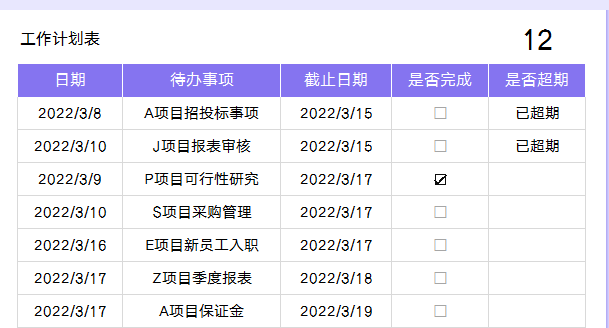 工作计划表 12
日期 待办事项 截止日期 是否完成 是否超期
2022/3/8 A项目招投标事项 2022/3/15 已超期
2022/3/10 J项目报表审核 2022/3/15 已超期
2022/3/9 P项目可行性研究 2022/3/17
2022/3/10 S项目采购管理 2022/3/17
2022/3/16 E项目新员工入职 2022/3/17
2022/3/17 Z项目季度报表 2022/3/18
2022/3/17 A项目保证金 2022/3/19